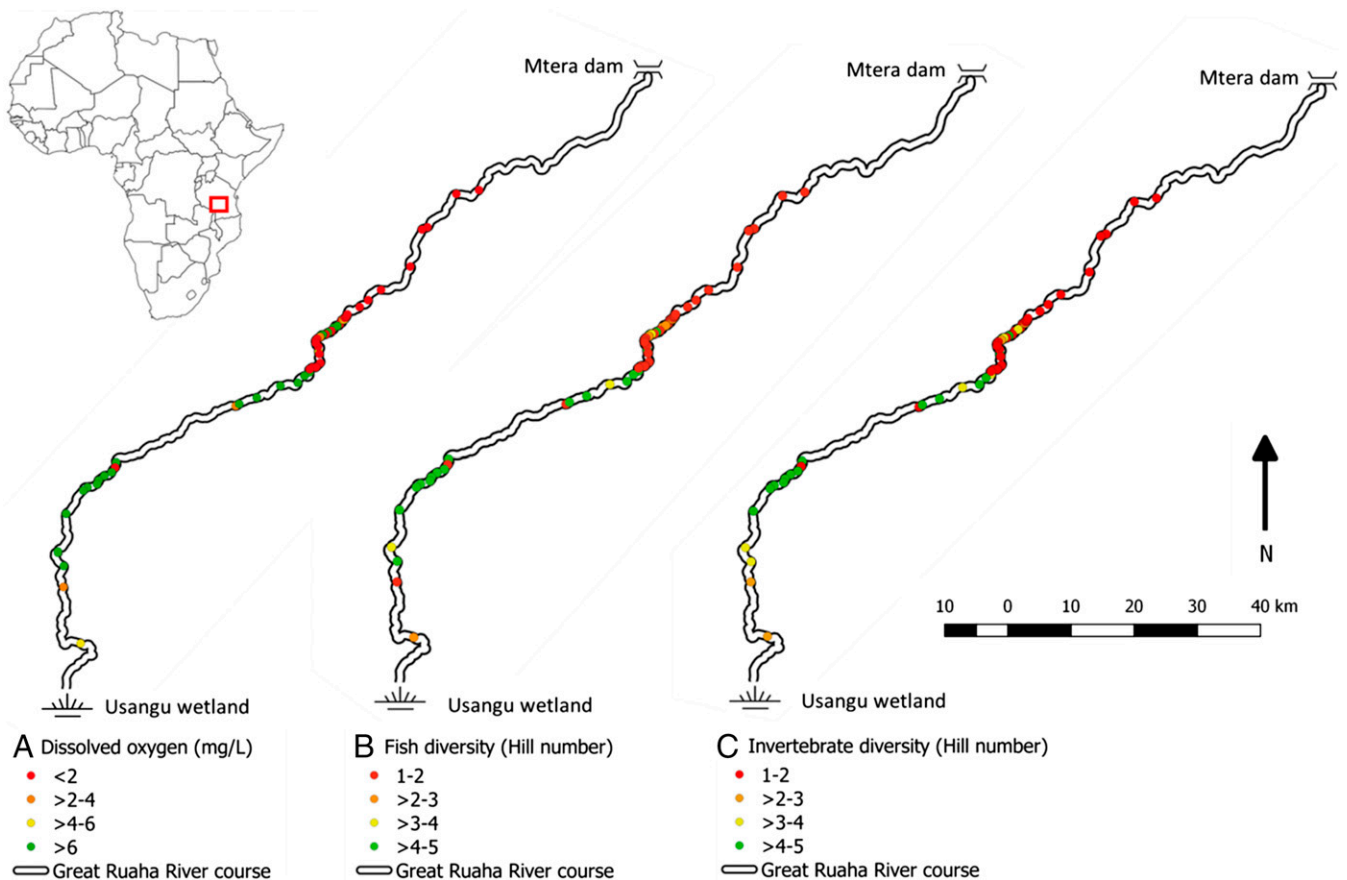 Mtera dam
Mtera dam
Mtera dam
N
10 0 10 20 30 40 km
Usangu wetland
Usangu wetland
Usangu wetland
A Dissolved oxygen (mg/L)
<2
>2-4
>4-6
>6
Great Ruaha River course
B Fish diversity (Hill number)
1-2
>2-3
>3-4
>4-5
Great Ruaha River course
C Invertebrate diversity (Hill number)
1-2
>2-3
>3-4
>4-5
Great Ruaha River course